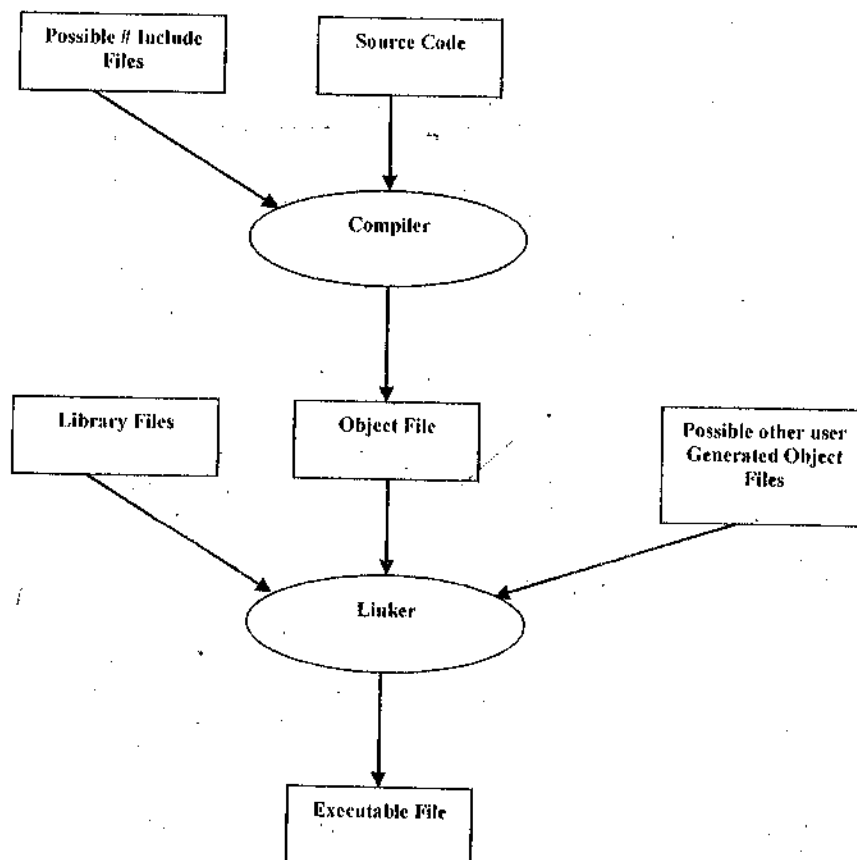 Possible # Include
Files
Source Code
Compiler
Library Files
Object File
Possible other user
Generated Object
Files
Linker
Executable File